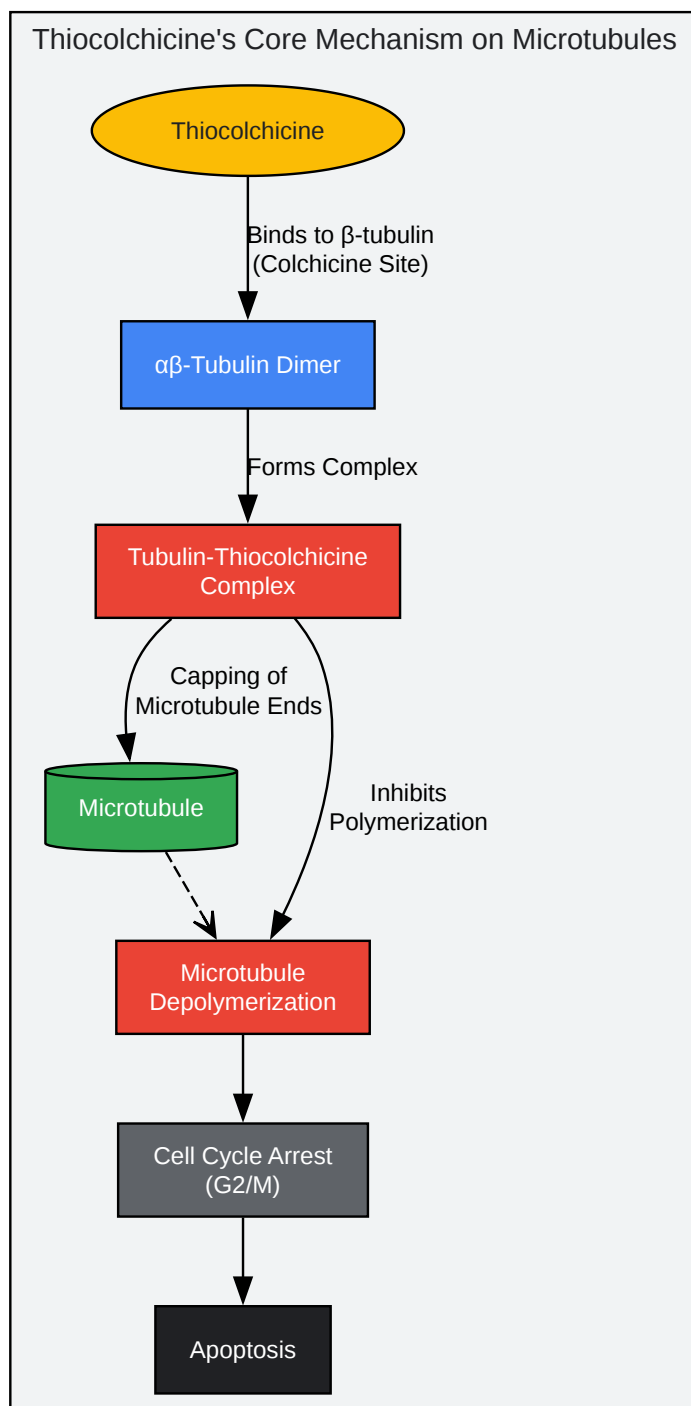 Thiocolchicine's Core Mechanism on Microtubules
Thiocolchicine
Binds to β-tubulin
(Colchicine Site)
αβ-Tubulin Dimer
Forms Complex
Tubulin-Thiocolchicine
Complex
Capping of
Microtubule Ends
Microtubule
Inhibits
Polymerization
Microtubule
Depolymerization
Cell Cycle Arrest
(G2/M)
Apoptosis